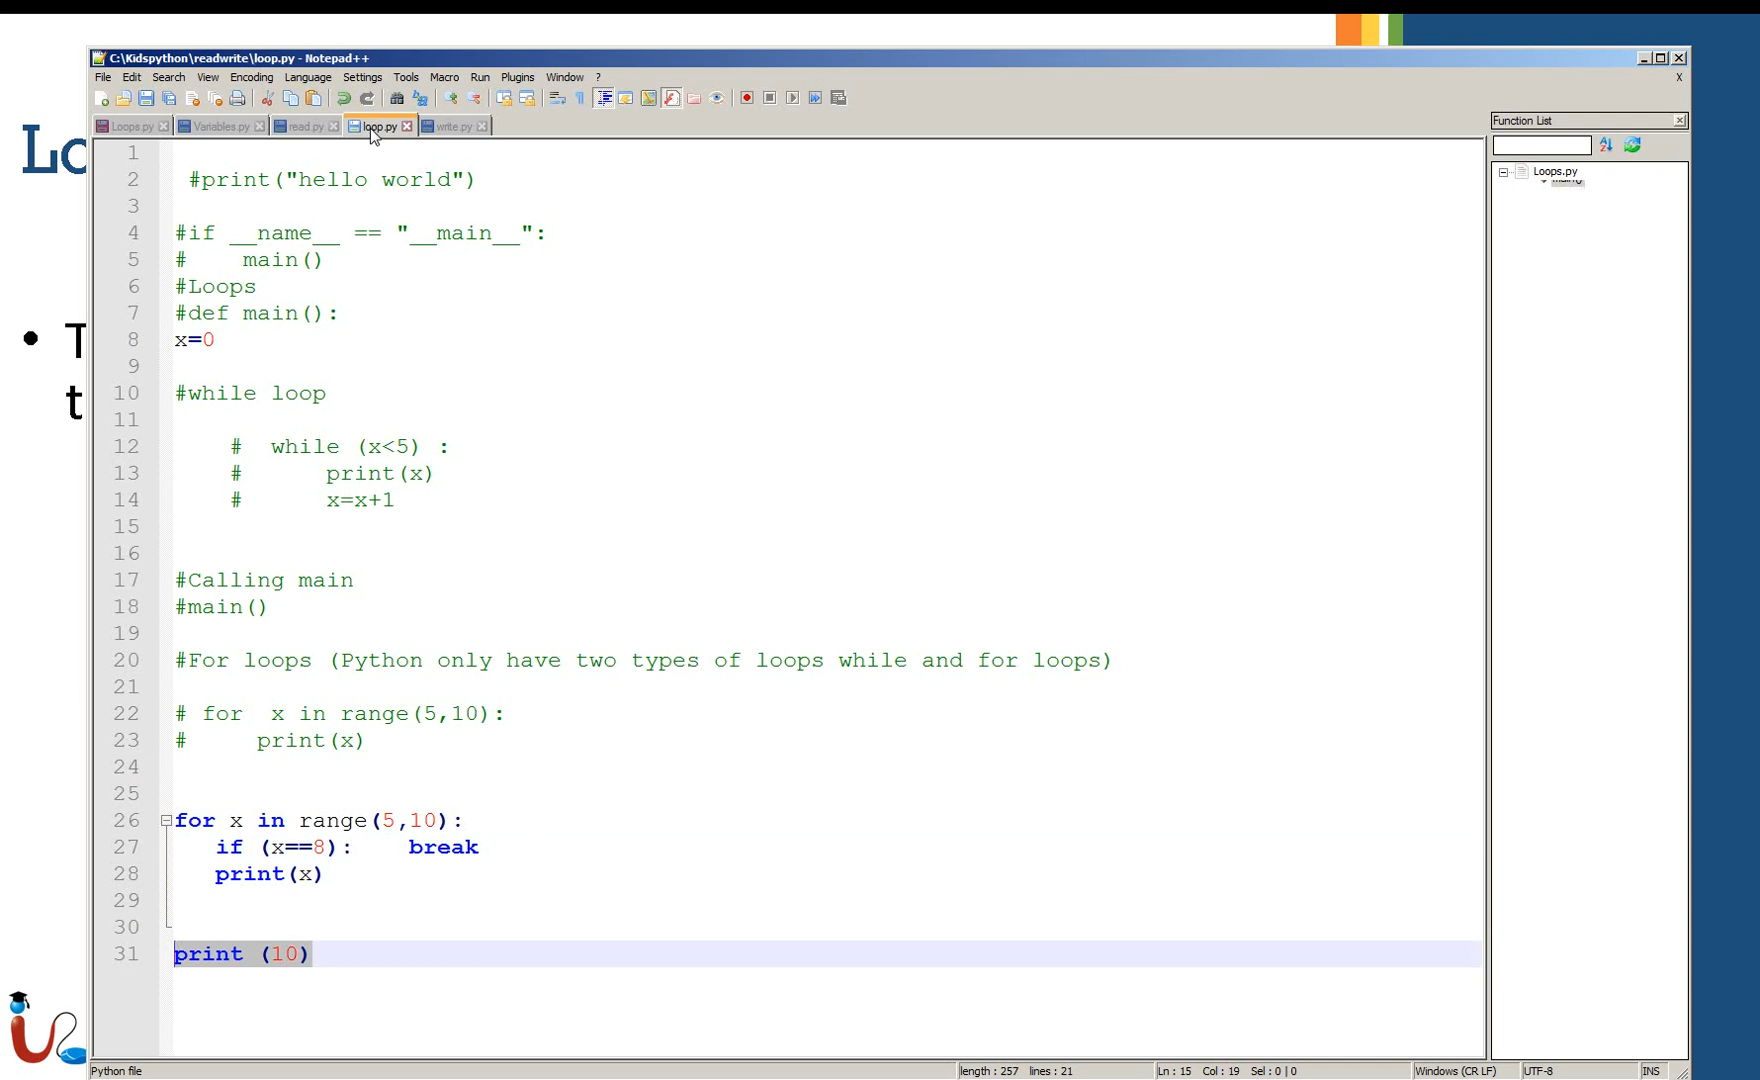 C:\Kidspython\readwrite\loop.py - Notepad++
File Edit Search View Encoding Language Settings Tools Macro Run Plugins Window ? X
Loops.py Variables.py read.py loop.py write.py
Function List
Loops.py
Lo
• T
t
1
2 #print("hello world")
3
4 #if __name__ == "__main__":
5 #    main()
6 #Loops
7 #def main():
8 x=0
9
10 #while loop
11
12 #  while (x<5) :
13 #      print(x)
14 #      x=x+1
15
16
17 #Calling main
18 #main()
19
20 #For loops (Python only have two types of loops while and for loops)
21
22 # for  x in range(5,10):
23 #     print(x)
24
25
26 for x in range(5,10):
27    if (x==8):    break
28    print(x)
29
30
31 print (10)
Python file length : 257 lines : 21 Ln : 15 Col : 19 Sel : 0 | 0 Windows (CR LF) UTF-8 INS